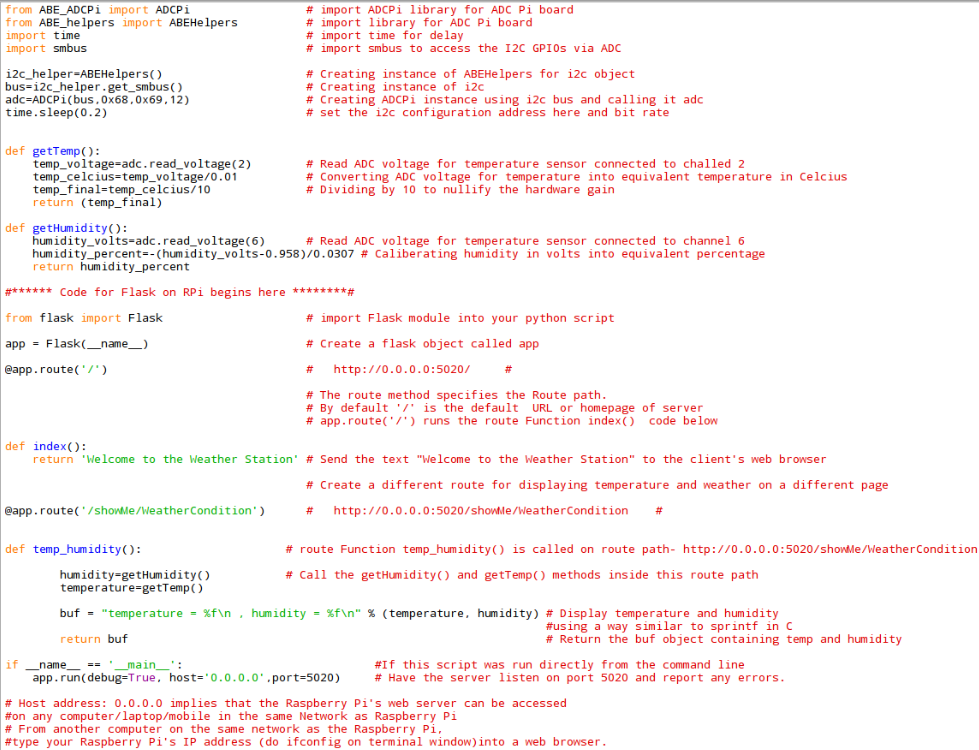 from ABE_ADCPi import ADCPi # import ADCPi library for ADC Pi board
from ABE_helpers import ABEHelpers # import library for ADC Pi board
import time # import time for delay
import smbus # import smbus to access the I2C GPIOs via ADC
i2c_helper=ABEHelpers() # Creating instance of ABEHelpers for i2c object
bus=i2c_helper.get_smbus() # Creating instance of i2c
adc=ADCPi(bus,0x68,0x69,12) # Creating ADCPi instance using i2c bus and calling it adc
time.sleep(0.2) # set the i2c configuration address here and bit rate
def getTemp():
temp_voltage=adc.read_voltage(2) # Read ADC voltage for temperature sensor connected to challed 2
temp_celcius=temp_voltage/0.01 # Converting ADC voltage for temperature into equivalent temperature in Celcius
temp_final=temp_celcius/10 # Dividing by 10 to nullify the hardware gain
return (temp_final)
def getHumidity():
humidity_volts=adc.read_voltage(6) # Read ADC voltage for temperature sensor connected to channel 6
humidity_percent=-(humidity_volts-0.958)/0.0307 # Caliberating humidity in volts into equivalent percentage
return humidity_percent
#****** Code for Flask on RPi begins here ********#
from flask import Flask # import Flask module into your python script
app = Flask(__name__) # Create a flask object called app
@app.route('/') # http://0.0.0.0:5020/ #
# The route method specifies the Route path.
# By default '/' is the default URL or homepage of server
# app.route('/') runs the route Function index() code below
def index():
return 'Welcome to the Weather Station' # Send the text "Welcome to the Weather Station" to the client's web browser
# Create a different route for displaying temperature and weather on a different page
@app.route('/showMe/WeatherCondition') # http://0.0.0.0:5020/showMe/WeatherCondition #
def temp_humidity(): # route Function temp_humidity() is called on route path- http://0.0.0.0:5020/showMe/WeatherCondition
humidity=getHumidity() # Call the getHumidity() and getTemp() methods inside this route path
temperature=getTemp()
buf = "temperature = %f\n , humidity = %f\n" % (temperature, humidity) # Display temperature and humidity
#using a way similar to sprintf in C
return buf # Return the buf object containing temp and humidity
if __name__ == '__main__': #If this script was run directly from the command line
app.run(debug=True, host='0.0.0.0',port=5020) # Have the server listen on port 5020 and report any errors.
# Host address: 0.0.0.0 implies that the Raspberry Pi's web server can be accessed
#on any computer/laptop/mobile in the same Network as Raspberry Pi
# From another computer on the same network as the Raspberry Pi,
#type your Raspberry Pi's IP address (do ifconfig on terminal window)into a web browser.